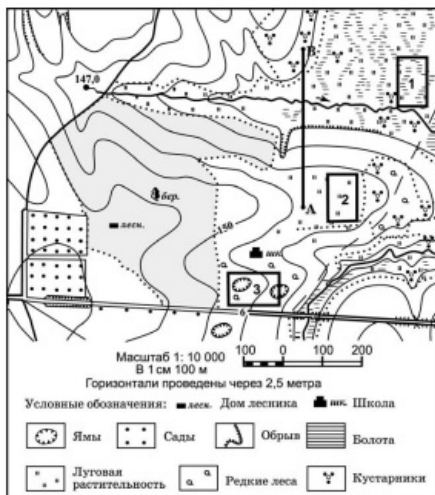 В
147,0
1
бер.
лесн.
150
А
2
шк.
3
6
Масштаб 1: 10 000
В 1 см 100 м
100 0 100 200
Горизонтали проведены через 2,5 метра
Условные обозначения: лесн. Дом лесника шк. Школа
Ямы Сады Обрыв Болота
Луговая растительность Редкие леса Кустарники